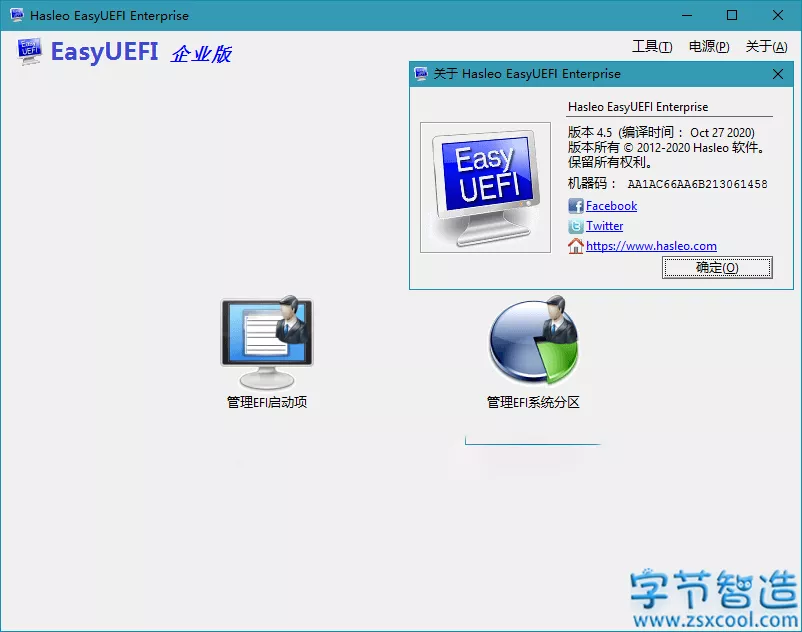 Hasleo EasyUEFI Enterprise
EasyUEFI 企业版
工具(T) 电源(P) 关于(A)
关于 Hasleo EasyUEFI Enterprise
Easy
UEFI
Hasleo EasyUEFI Enterprise
版本 4.5 (编译时间： Oct 27 2020)
版本所有 © 2012-2020 Hasleo 软件。
保留所有权利。
机器码： AA1AC66AA6B213061458
Facebook
Twitter
https://www.hasleo.com
确定(O)
管理EFI启动项
管理EFI系统分区
字节智造
www.zsxcool.com